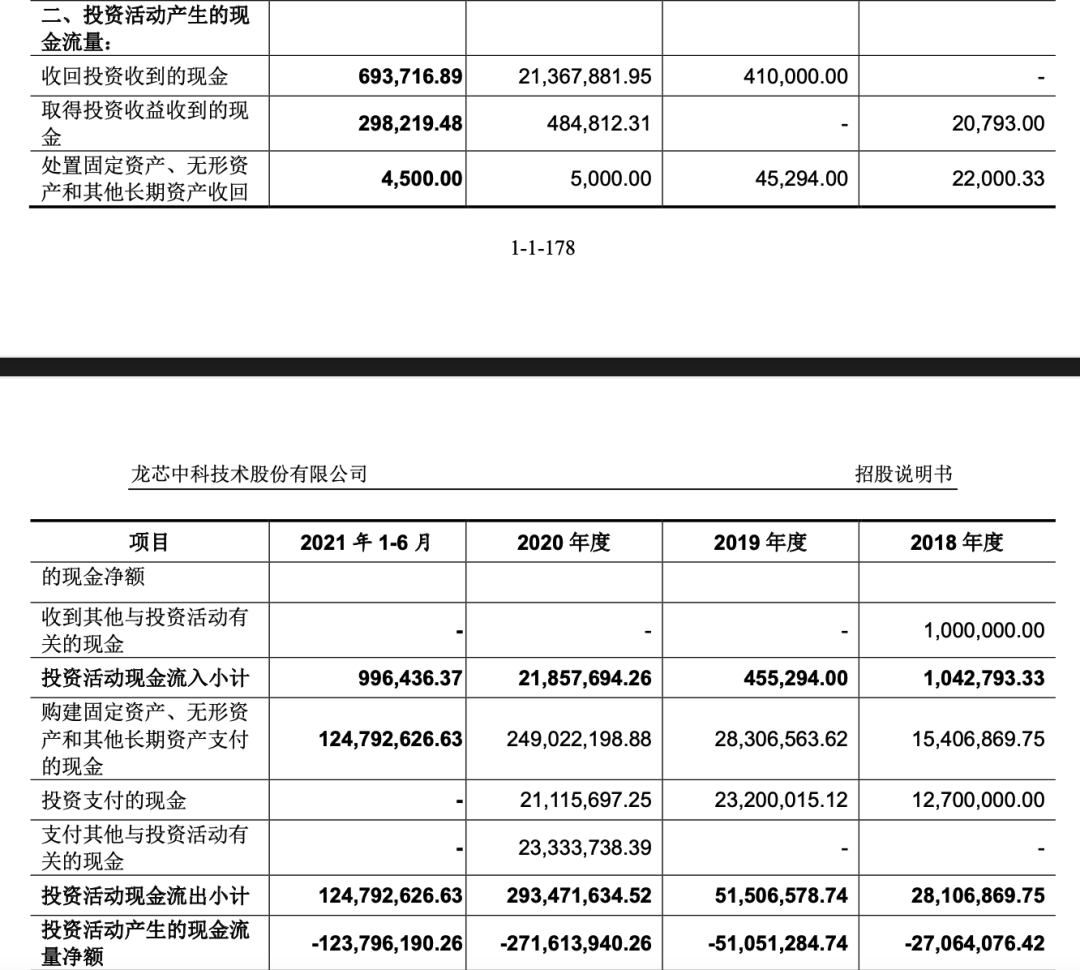 二、投资活动产生的现
金流量：
收回投资收到的现金 693,716.89 21,367,881.95 410,000.00 -
取得投资收益收到的现
金 298,219.48 484,812.31 - 20,793.00
处置固定资产、无形资
产和其他长期资产收回 4,500.00 5,000.00 45,294.00 22,000.33
1-1-178
龙芯中科技术股份有限公司 招股说明书
项目 2021 年 1-6 月 2020 年度 2019 年度 2018 年度
的现金净额
收到其他与投资活动有
关的现金 - - - 1,000,000.00
投资活动现金流入小计 996,436.37 21,857,694.26 455,294.00 1,042,793.33
购建固定资产、无形资
产和其他长期资产支付 124,792,626.63 249,022,198.88 28,306,563.62 15,406,869.75
的现金
投资支付的现金 - 21,115,697.25 23,200,015.12 12,700,000.00
支付其他与投资活动有
关的现金 - 23,333,738.39 - -
投资活动现金流出小计 124,792,626.63 293,471,634.52 51,506,578.74 28,106,869.75
投资活动产生的现金流
量净额 -123,796,190.26 -271,613,940.26 -51,051,284.74 -27,064,076.42